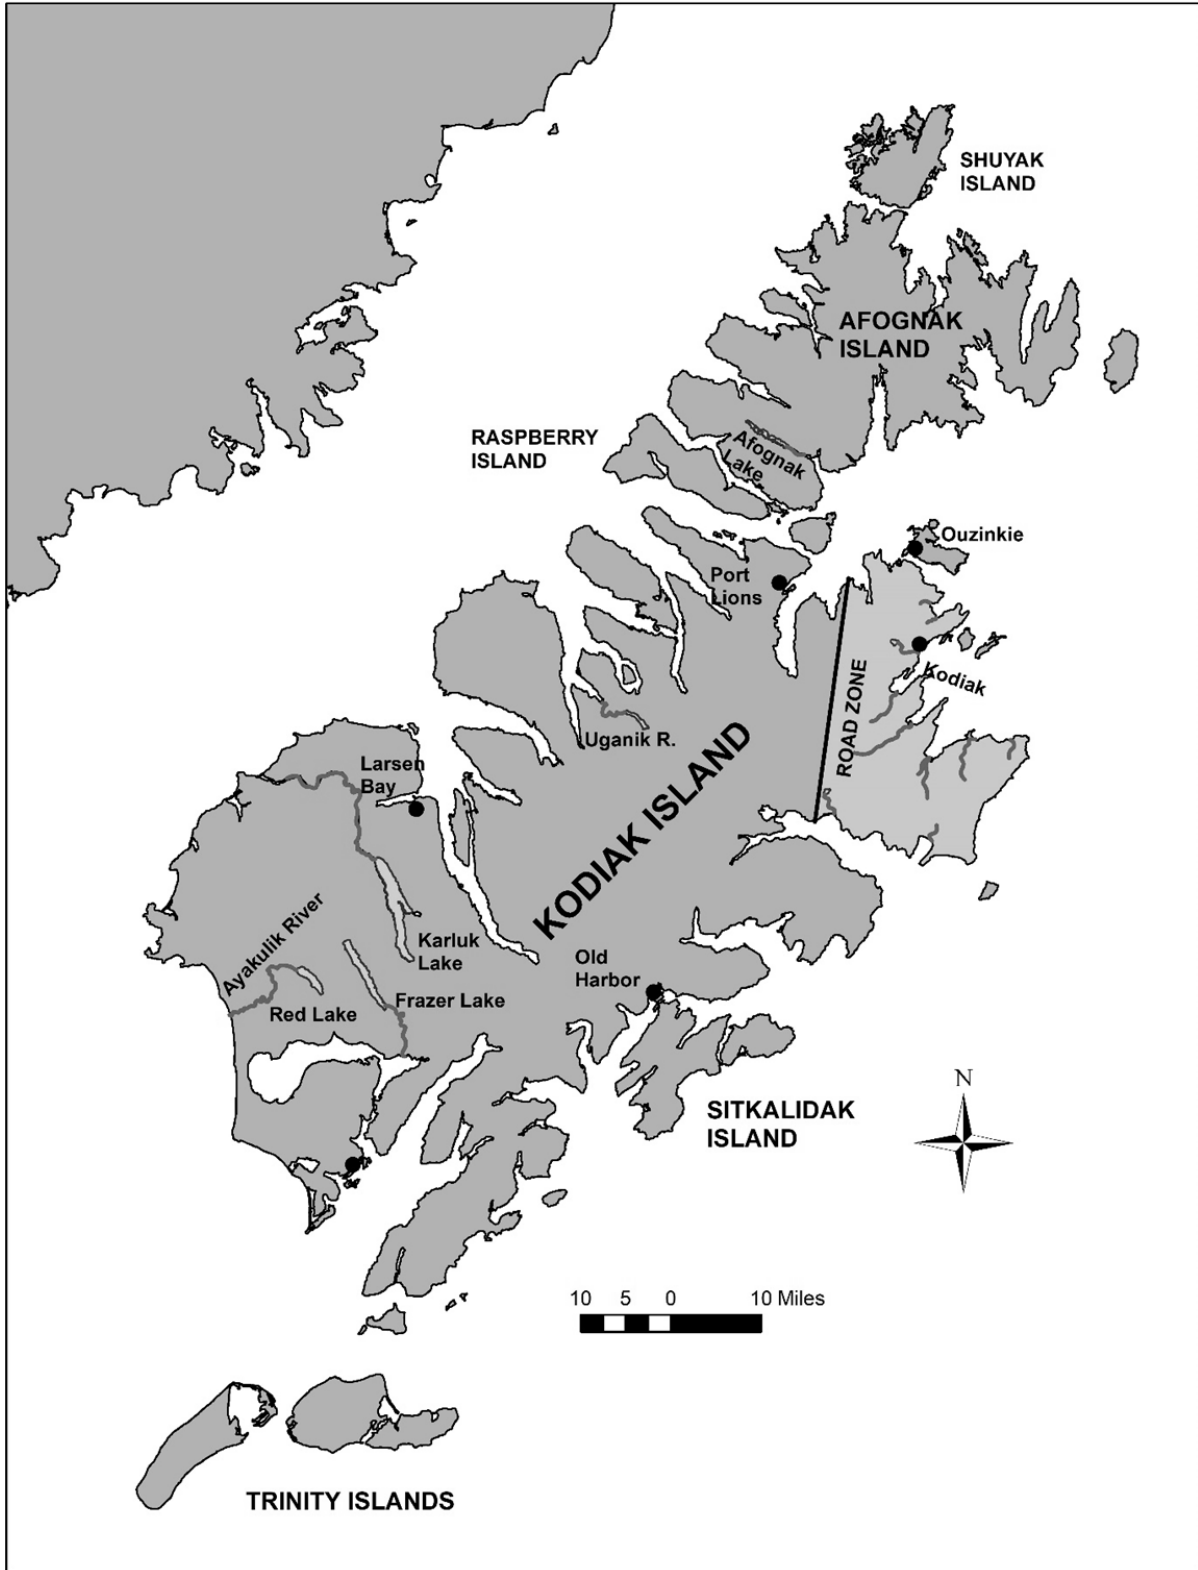 SHUYAK
ISLAND
AFOGNAK
ISLAND
RASPBERRY
ISLAND
Afognak
Lake
Ouzinkie
Port
Lions
ROAD ZONE
Kodiak
Uganik R.
KODIAK ISLAND
Larsen
Bay
Ayakulik River
Karluk
Lake
Old
Harbor
Red Lake
Frazer Lake
SITKALIDAK
ISLAND
N
10 5 0 10 Miles
TRINITY ISLANDS